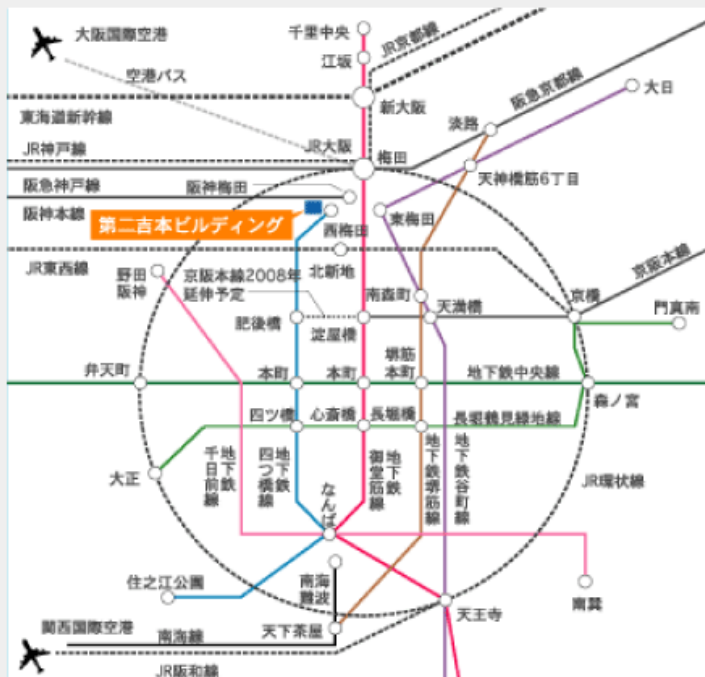 大阪国際空港
千里中央
江坂
JR京都線
空港バス
新大阪
阪急京都線
大日
東海道新幹線
淡路
JR神戸線
JR大阪
梅田
阪急神戸線
阪神梅田
天神橋筋6丁目
阪神本線
第二吉本ビルディング
西梅田
東梅田
JR東西線
野田
阪神
北新地
京阪本線2008年
延伸予定
京阪本線
南森町
京橋
門真南
肥後橋
淀屋橋
天満橋
弁天町
本町
本町
堺筋
本町
地下鉄中央線
森ノ宮
四ツ橋
心斎橋
長堀橋
長堀鶴見緑地線
大正
地下鉄
千日前線
地下鉄
四つ橋線
地下鉄
御堂筋線
地下鉄堺筋線
地下鉄谷町線
JR環状線
なんば
住之江公園
南海
難波
南巽
関西国際空港
南海線
天下茶屋
天王寺
JR阪和線